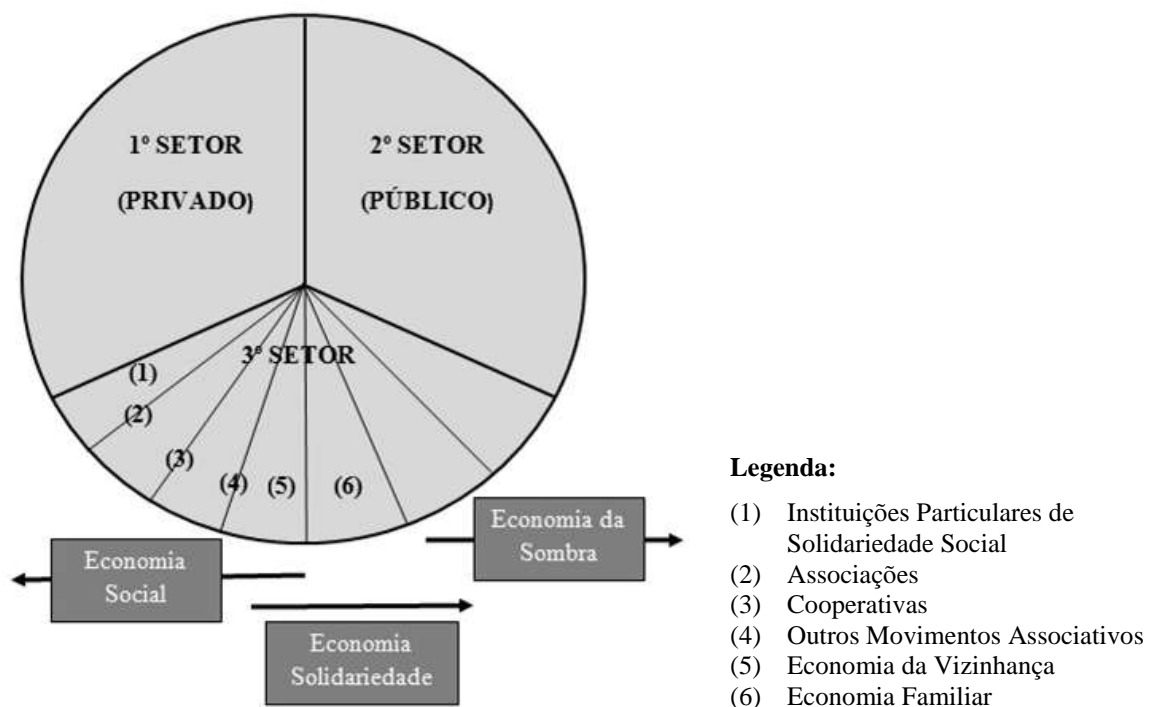 1º SETOR
(PRIVADO)
2º SETOR
(PÚBLICO)
3º SETOR
(1)
(2)
(3)
(4)
(5)
(6)
Economia
Social
Economia
Solidariedade
Economia da
Sombra
Legenda:
(1) Instituições Particulares de
Solidariedade Social
(2) Associações
(3) Cooperativas
(4) Outros Movimentos Associativos
(5) Economia da Vizinhança
(6) Economia Familiar